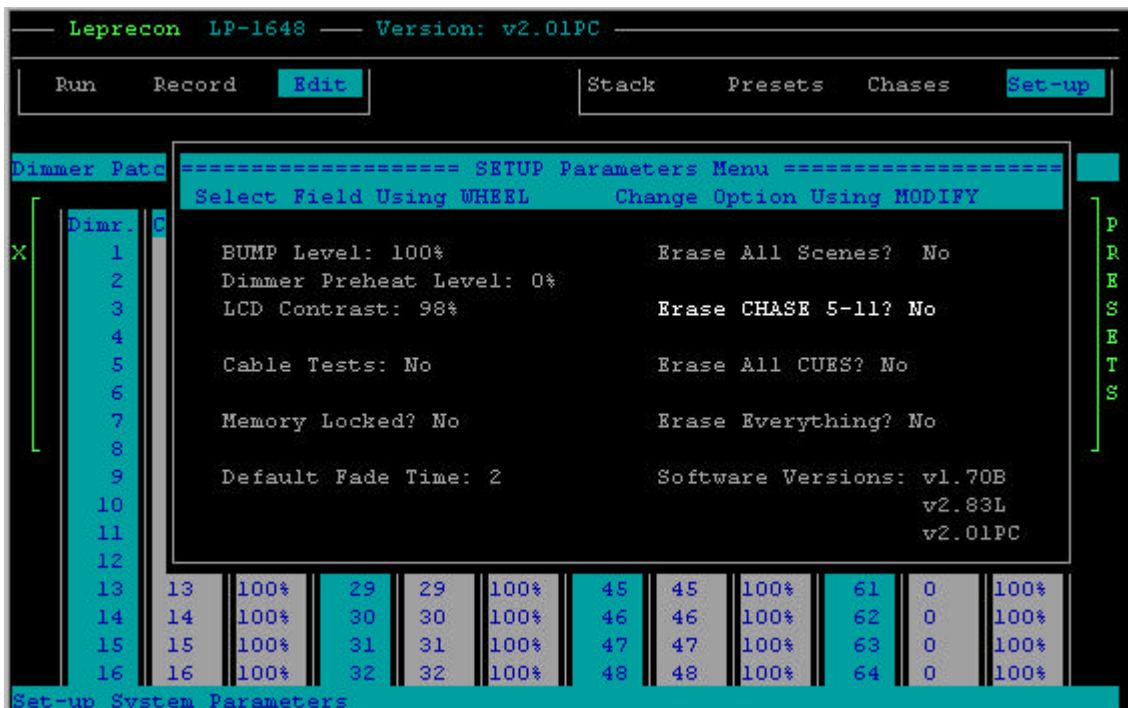 Leprecon LP-1648 Version: v2.01PC
Run Record Edit Stack Presets Chases Set-up
Dimmer Patc ==================== SETUP Parameters Menu ====================
Select Field Using WHEEL Change Option Using MODIFY
Dimr. C
X 1 BUMP Level: 100% Erase All Scenes? No
2 Dimmer Preheat Level: 0%
3 LCD Contrast: 98% Erase CHASE 5-11? No
4
5 Cable Tests: No Erase All CUES? No
6
7 Memory Locked? No Erase Everything? No
8
9 Default Fade Time: 2 Software Versions: v1.70B
10 v2.83L
11 v2.01PC
12
13 13 100% 29 29 100% 45 45 100% 61 0 100%
14 14 100% 30 30 100% 46 46 100% 62 0 100%
15 15 100% 31 31 100% 47 47 100% 63 0 100%
16 16 100% 32 32 100% 48 48 100% 64 0 100%
PRESETS
Set-up System Parameters